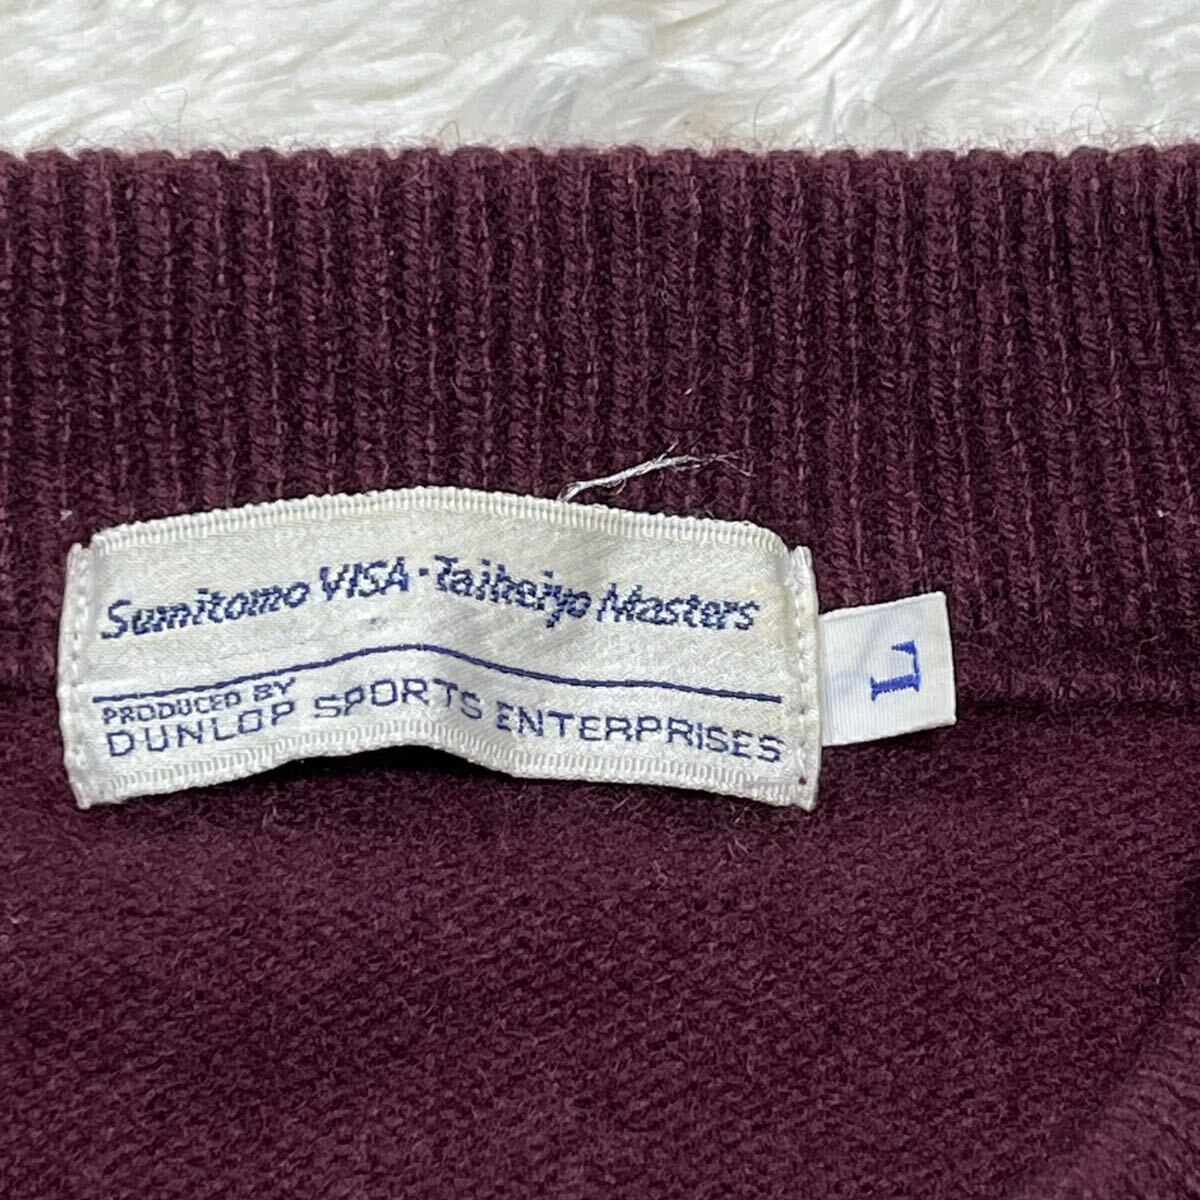 Sumitomo VISA·Taiheiyo Masters
PRODUCED BY
DUNLOP SPORTS ENTERPRISES
L